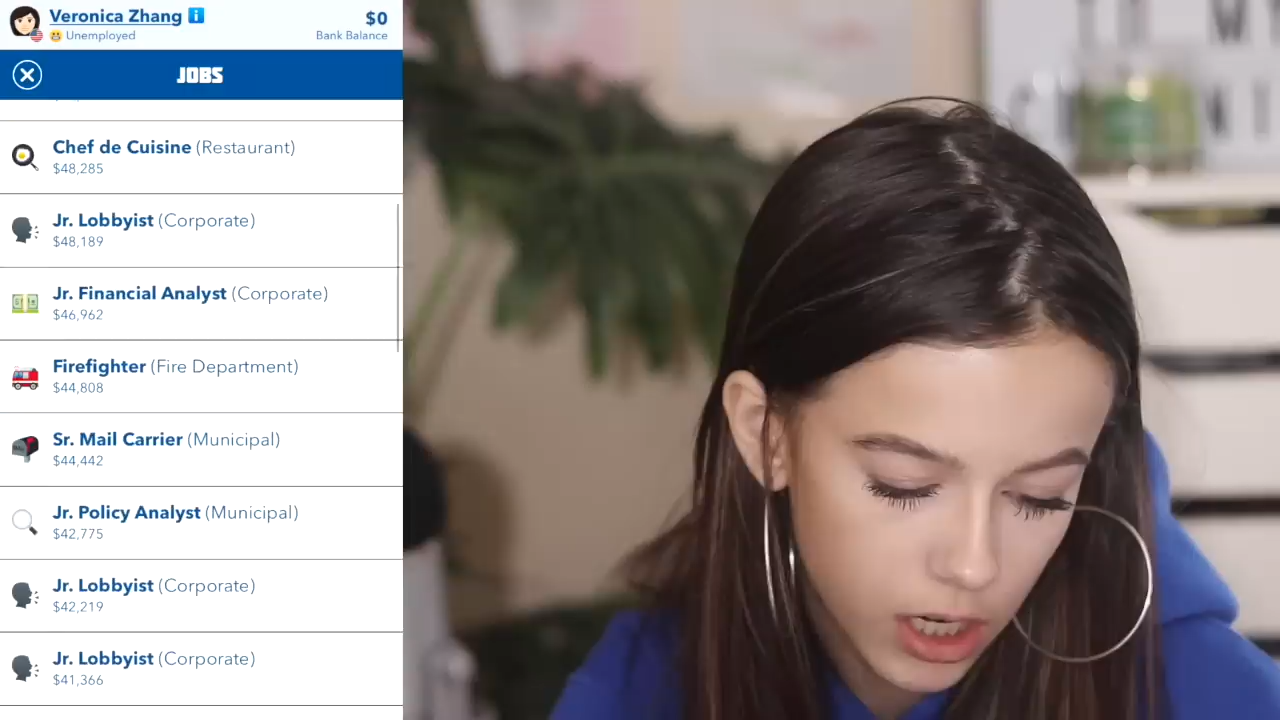 Veronica Zhang
$0
Unemployed
Bank Balance
JOBS
Chef de Cuisine (Restaurant)
$48,285
Jr. Lobbyist (Corporate)
$48,189
Jr. Financial Analyst (Corporate)
$46,962
Firefighter (Fire Department)
$44,808
Sr. Mail Carrier (Municipal)
$44,442
Jr. Policy Analyst (Municipal)
$42,775
Jr. Lobbyist (Corporate)
$42,219
Jr. Lobbyist (Corporate)
$41,366
TO MY